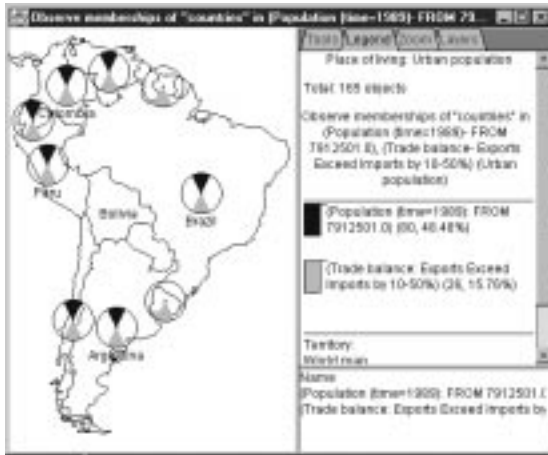 Observe memberships of "countries" in (Population (time=1989)- FROM 79...
Tools Legend Zoom Layers
Place of living: Urban population
Total: 165 objects
Observe memberships of "countries" in
(Population (time=1989)- FROM
7912501.0), (Trade balance- Exports
Exceed Imports by 10-50%) (Urban
population)
(Population (time=1989): FROM
7912501.0) (80, 48.48%)
(Trade balance: Exports Exceed
Imports by 10-50%) (26, 15.76%)
Territory:
World map
Name
(Population (time=1989): FROM 7912501.(
(Trade balance: Exports Exceed Imports by
Colombia
Peru
Bolivia
Brazil
Argentina